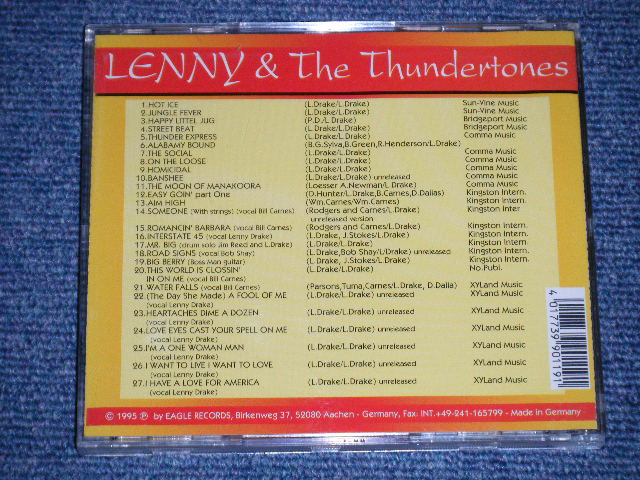 LENNY & The Thundertones
1.HOT ICE (L.Drake/L.Drake) Sun-Vine Music
2.JUNGLE FEVER (L.Drake/L.Drake) Sun-Vine Music
3.HAPPY LITTEL JUG (P.D./L.Drake) Bridgeport Music
4.STREET BEAT (L.Drake/L.Drake) Bridgeport Music
5.THUNDER EXPRESS (L.Drake/L.Drake) Comma Music
6.ALABAMY BOUND (B.G.Sylva,B.Green,R.Henderson/L.Drake)
7.THE SOCIAL (L.Drake/L.Drake) Comma Music
8.ON THE LOOSE (L.Drake/L.Drake) Comma Music
9.HOMICIDAL (L.Drake/L.Drake) Comma Music
10.BANSHEE (L.Drake/L.Drake) unreleased Comma Music
11.THE MOON OF MANAKOORA (Loesser A.Newman/L.Drake) Comma Music
12.EASY GOIN' part One (D.Hunter/L.Drake,B.Carnes,D.Dallas) Kingston Intern.
13.AIM HIGH (Wm.Carnes/Wm.Carnes) Kingston Intern.
14.SOMEONE (With strings) (vocal Bill Carnes) (Rodgers and Carnes/L.Drake) Kingston Inter
unreleased version
15.ROMANCIN' BARBARA (vocal Bill Carnes) (Rodgers and Carnes/L.Drake) Kingston Intern.
16.INTERSTATE 45 (vocal Lenny Drake) (L.Drake, J.Stokes/L.Drake) Kingston Intern.
17.MR. BIG (drum solo Jim Reed and L.Drake) (L.Drake/L.Drake) Kingston Intern.
18.ROAD SIGNS (vocal Bob Shay) (L.Drake,Bob Shay/L.Drake) unreleased Kingston Intern.
19.BIG BERRY (Boss Man guitar) (L.Drake, J.Stokes/L.Drake) Kingston Intern.
20.THIS WORLD IS CLOSSIN' (L.Drake/L.Drake) No.Publ.
IN ON ME (vocal Bill Carnes)
21.WATER FALLS (vocal Bill Carnes) (Parsons,Tuma,Carnes/L.Drake, D.Dalla) XYLand Music
22.(The Day She Made) A FOOL OF ME (L.Drake/L.Drake) unreleased XYLand Music
(vocal Lenny Drake)
23.HEARTACHES DIME A DOZEN (L.Drake/L.Drake) unreleased XYLand Music
(vocal Lenny Drake)
24.LOVE EYES CAST YOUR SPELL ON ME (L.Drake/L.Drake) unreleased XYLand Music
(vocal Lenny Drake)
25.I'M A ONE WOMAN MAN (L.Drake/L.Drake) unreleased XYLand Music
(vocal Lenny Drake)
26.I WANT TO LIVE I WANT TO LOVE (L.Drake/L.Drake) unreleased XYLand Music
(vocal Lenny Drake)
27.I HAVE A LOVE FOR AMERICA (L.Drake/L.Drake) unreleased XYLand Music
(vocal Lenny Drake)
4 017739 901191
© 1995 ℗ by EAGLE RECORDS, Birkenweg 37, 52080 Aachen - Germany, Fax: INT.+49-241-165799 - Made in Germany